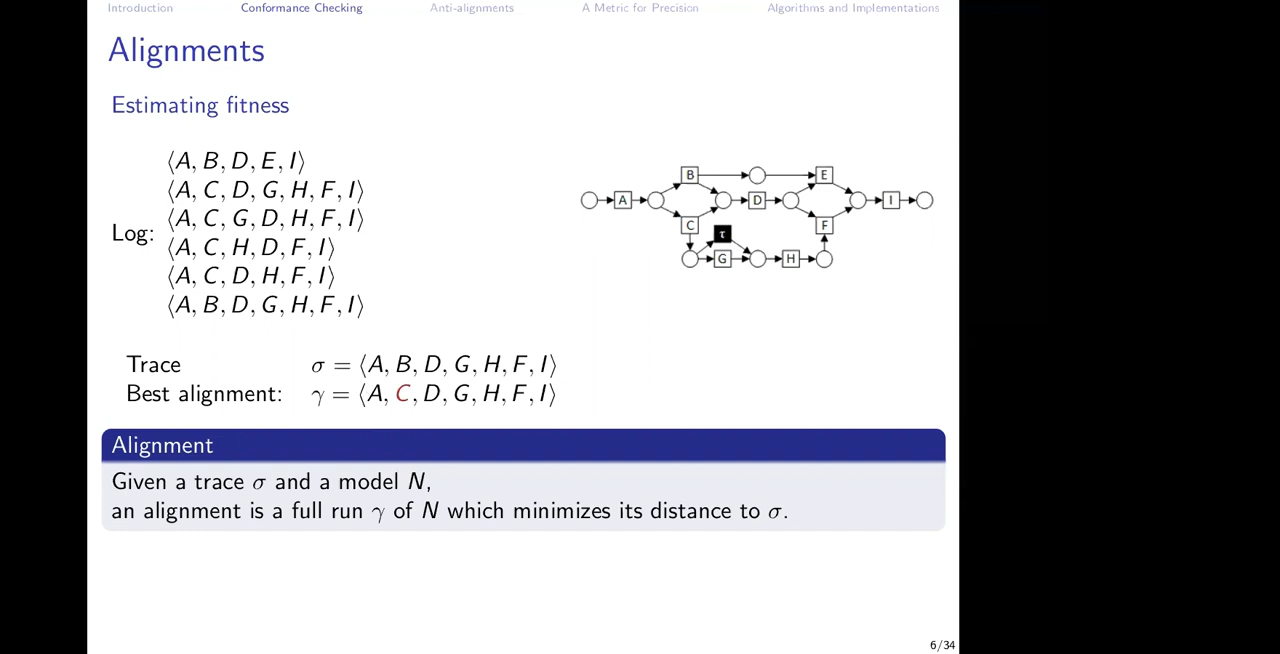 Introduction Conformance Checking Anti-alignments A Metric for Precision Algorithms and Implementations
Alignments
Estimating fitness
Log:
⟨A, B, D, E, I⟩
⟨A, C, D, G, H, F, I⟩
⟨A, C, G, D, H, F, I⟩
⟨A, C, H, D, F, I⟩
⟨A, C, D, H, F, I⟩
⟨A, B, D, G, H, F, I⟩
B E
A D I
C F
τ
G H
Trace σ = ⟨A, B, D, G, H, F, I⟩
Best alignment: γ = ⟨A, C, D, G, H, F, I⟩
Alignment
Given a trace σ and a model N,
an alignment is a full run γ of N which minimizes its distance to σ.
6/34